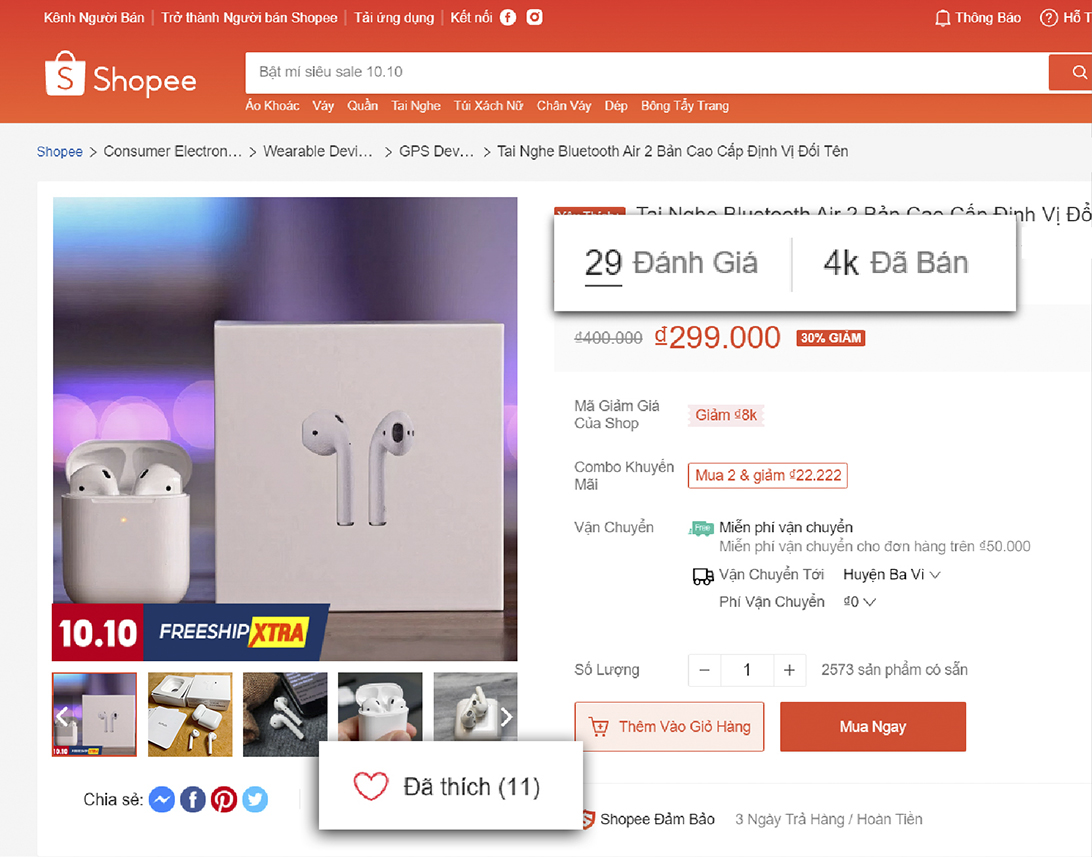 Kênh Người Bán
Trở thành Người bán Shopee
Tải ứng dụng
Kết nối
Thông Báo
Hỗ T
Shopee
Bật mí siêu sale 10.10
Áo Khoác Váy Quần Tai Nghe Túi Xách Nữ Chân Váy Dép Bông Tẩy Trang
Shopee > Consumer Electron... > Wearable Devi... > GPS Dev... > Tai Nghe Bluetooth Air 2 Bản Cao Cấp Định Vị Đổi Tên
Yêu Thích+ Tai Nghe Bluetooth Air 2 Bản Cao Cấp Định Vị Đổ
29 Đánh Giá
4k Đã Bán
₫400.000 ₫299.000 30% GIẢM
Mã Giảm Giá
Của Shop
Giảm ₫8k
Combo Khuyến
Mãi
Mua 2 & giảm ₫22.222
Vận Chuyển
Free
Miễn phí vận chuyển
Miễn phí vận chuyển cho đơn hàng trên ₫50.000
Vận Chuyển Tới Huyện Ba Vì
Phí Vận Chuyển ₫0
10.10 FREESHIP XTRA
Số Lượng
1
2573 sản phẩm có sẵn
Thêm Vào Giỏ Hàng
Mua Ngay
Chia sẻ:
Đã thích (11)
Shopee Đảm Bảo
3 Ngày Trả Hàng / Hoàn Tiền